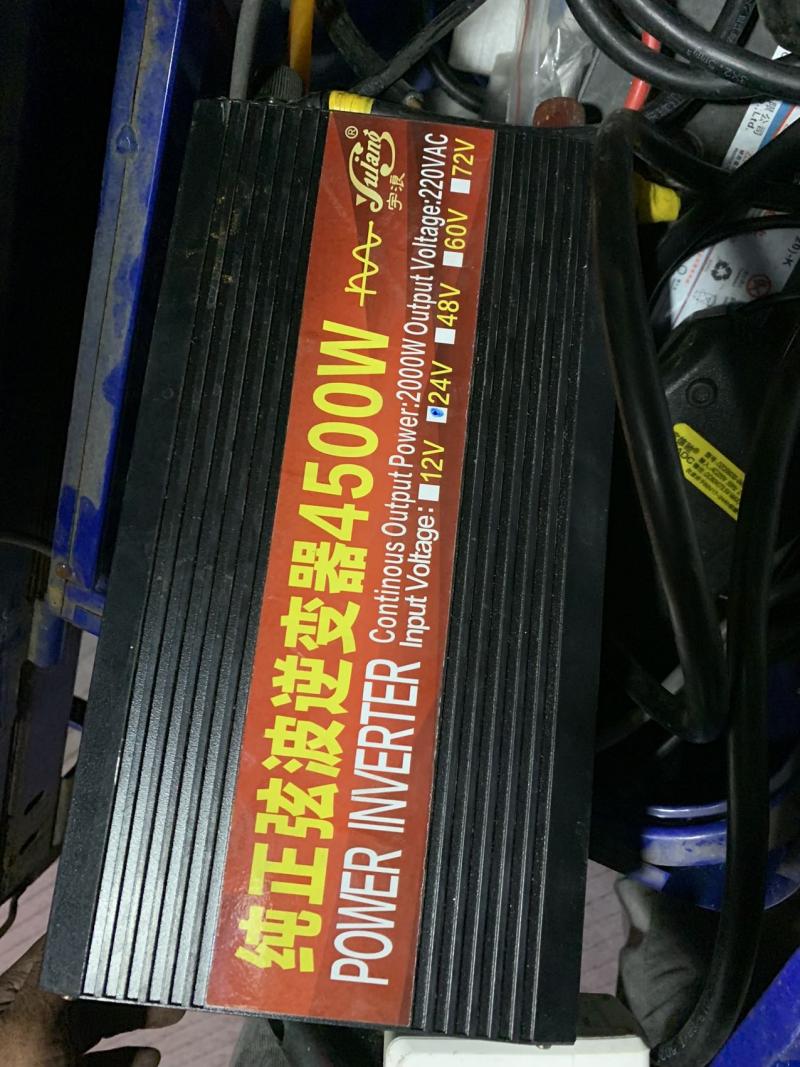 纯正弦波逆变器4500W
Yulang®
宇浪
POWER INVERTER
Continous Output Power:2000W Output Voltage:220VAC
Input Voltage: 12V 24V 48V 60V 72V